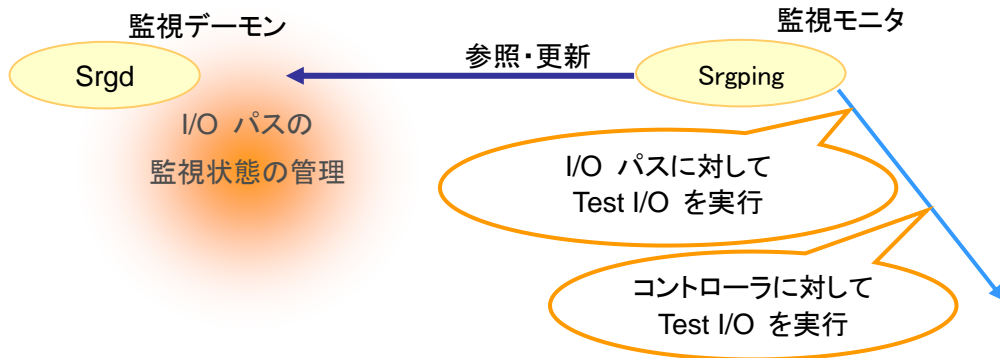 監視デーモン
監視モニタ
Srgd
参照・更新
Srgping
I/O パスの
監視状態の管理
I/O パスに対して
Test I/O を実行
コントローラに対して
Test I/O を実行